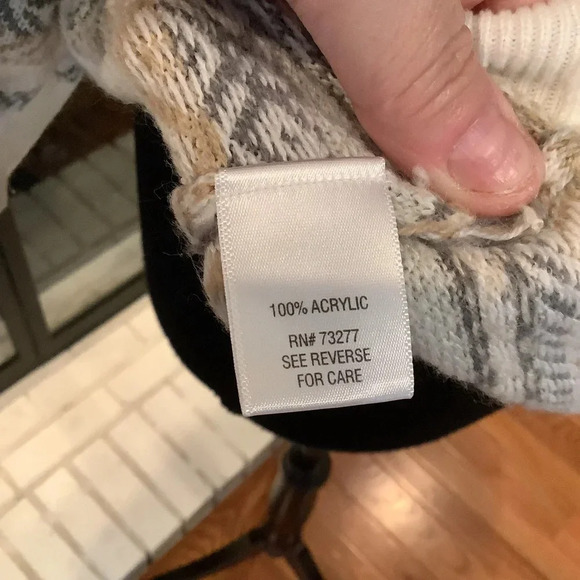 100% ACRYLIC
RN# 73277
SEE REVERSE
FOR CARE